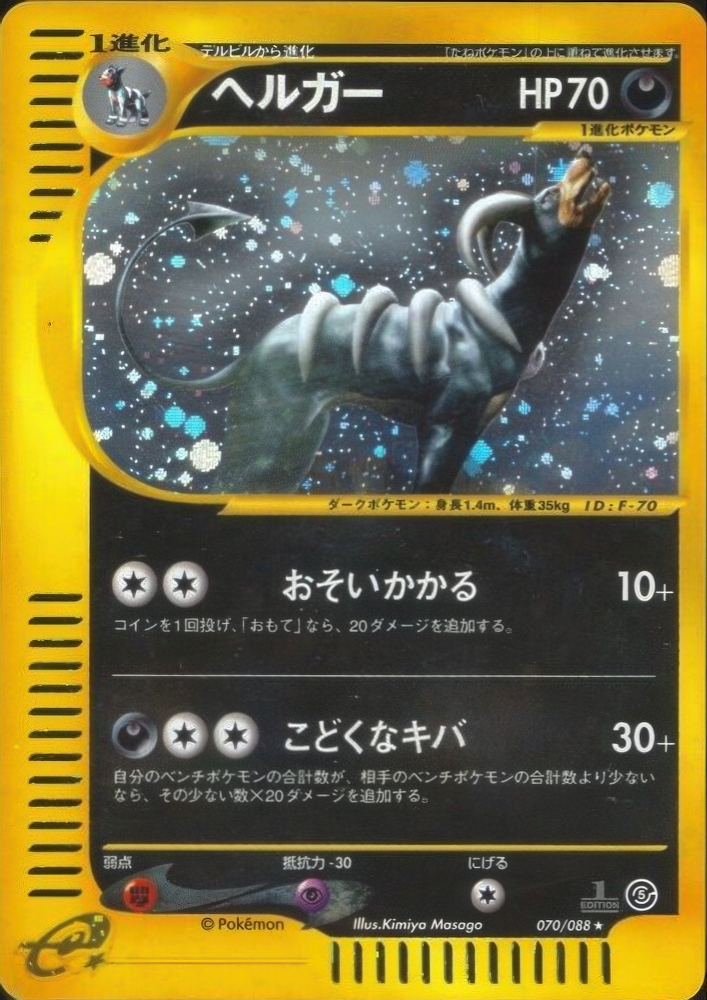 1進化
デルビルから進化
「たねポケモン」の上に重ねて進化させます。
ヘルガー
HP70
1進化ポケモン
ダークポケモン：身長1.4m、体重35kg ID:F-70
おそいかかる 10+
コインを1回投げ、「おもて」なら、20ダメージを追加する。
こどくなキバ 30+
自分のベンチポケモンの合計数が、相手のベンチポケモンの合計数より少ない
なら、その少ない数×20ダメージを追加する。
弱点 抵抗力 -30 にげる
1 EDITION
5
©Pokémon Illus.Kimiya Masago 070/088★
e